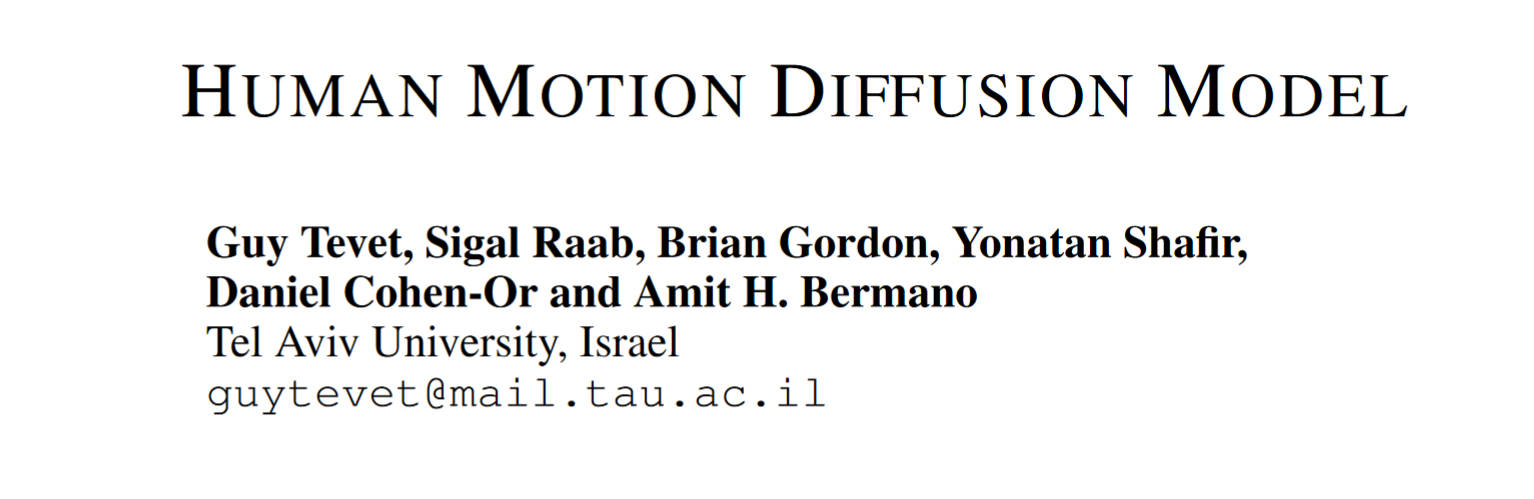 HUMAN MOTION DIFFUSION MODEL
Guy Tevet, Sigal Raab, Brian Gordon, Yonatan Shafir,
Daniel Cohen-Or and Amit H. Bermano
Tel Aviv University, Israel
guytevet@mail.tau.ac.il